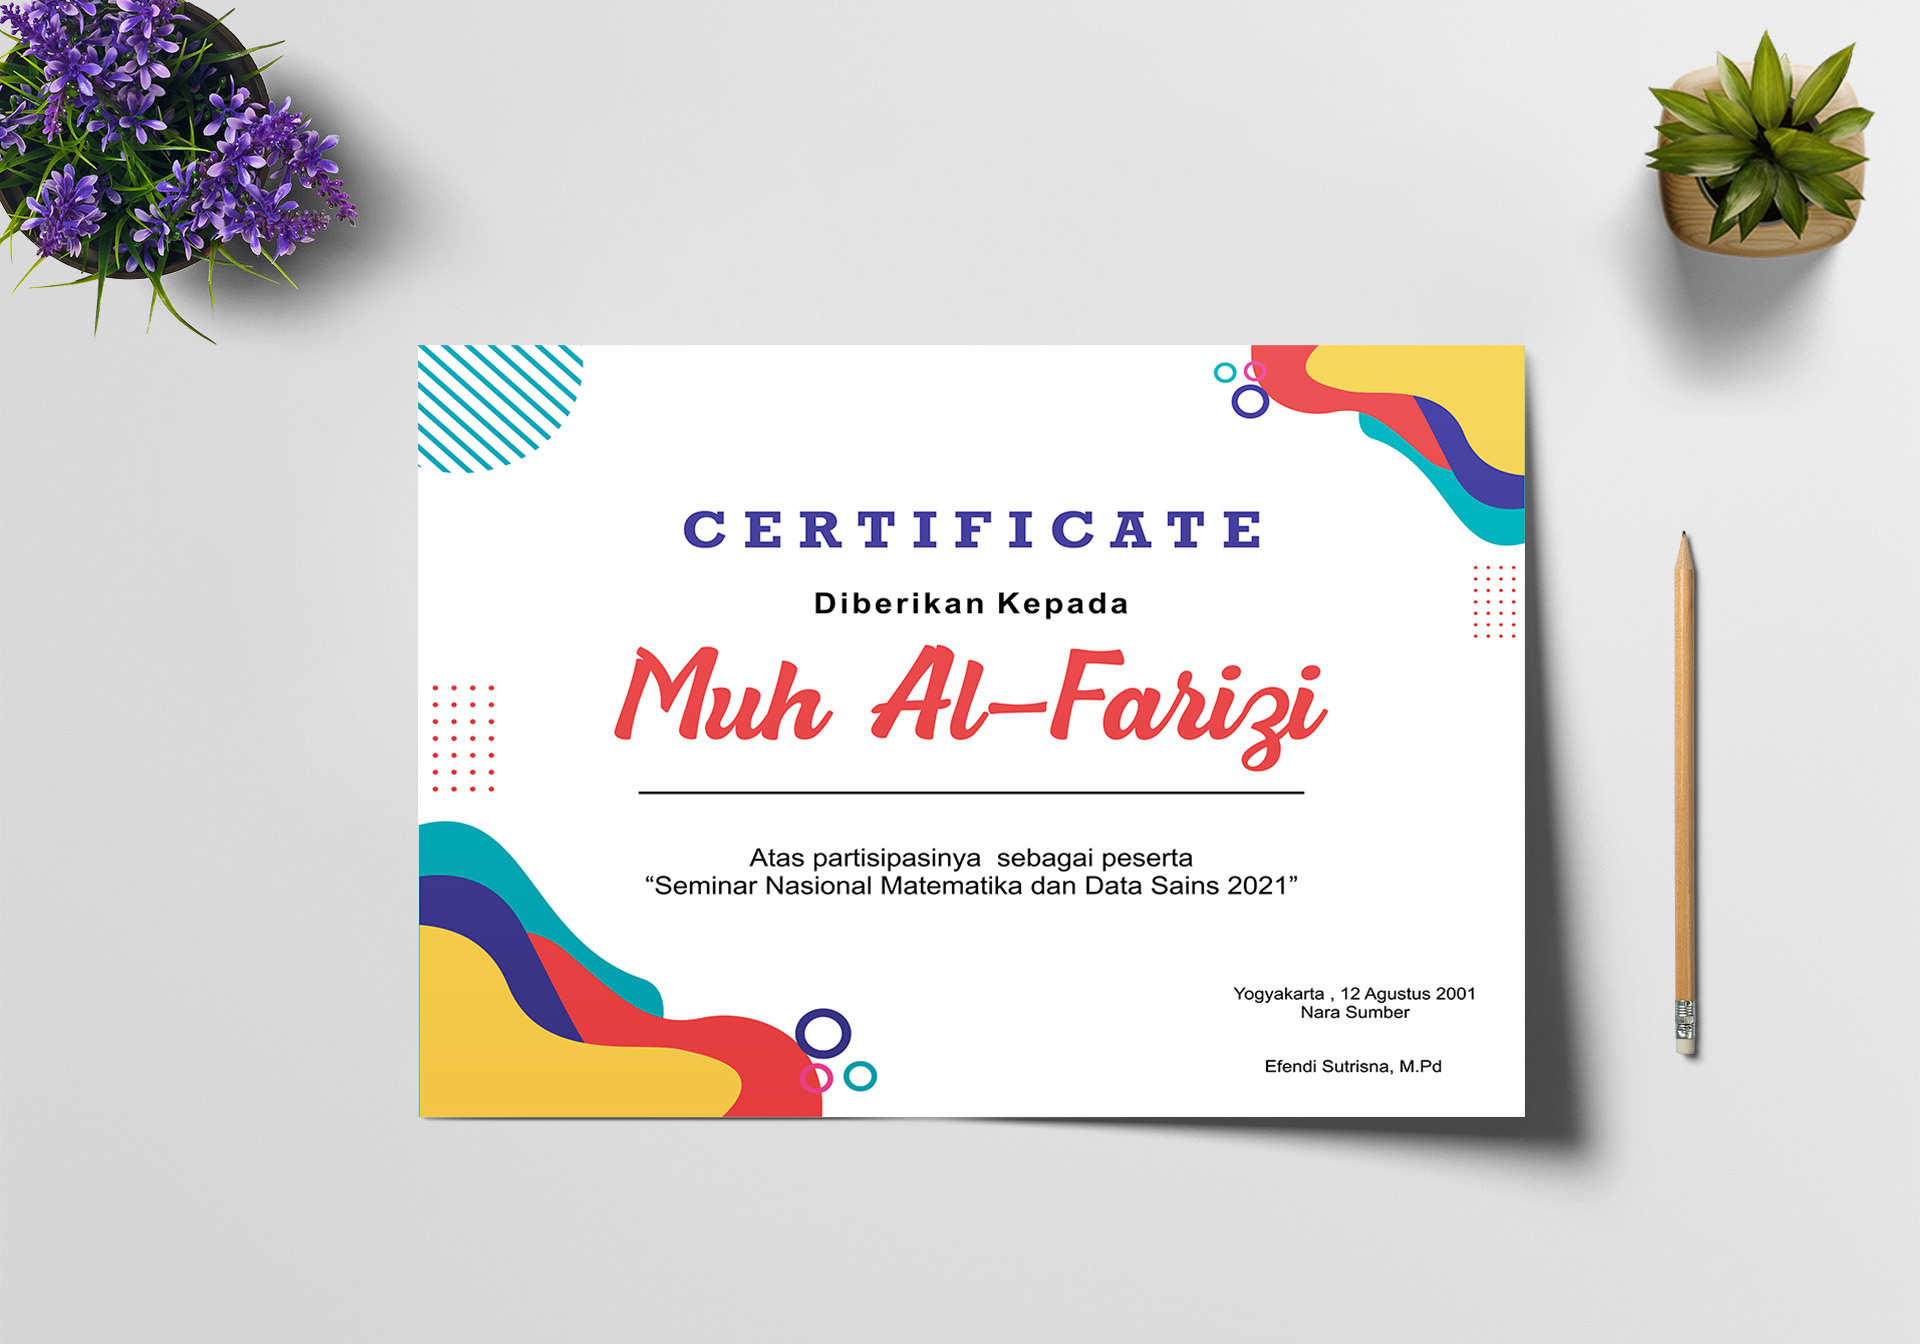 CERTIFICATE
Diberikan Kepada
Muh Al-Farizi
Atas partisipasinya  sebagai peserta
“Seminar Nasional Matematika dan Data Sains 2021”
Yogyakarta , 12 Agustus 2001
Nara Sumber
Efendi Sutrisna, M.Pd